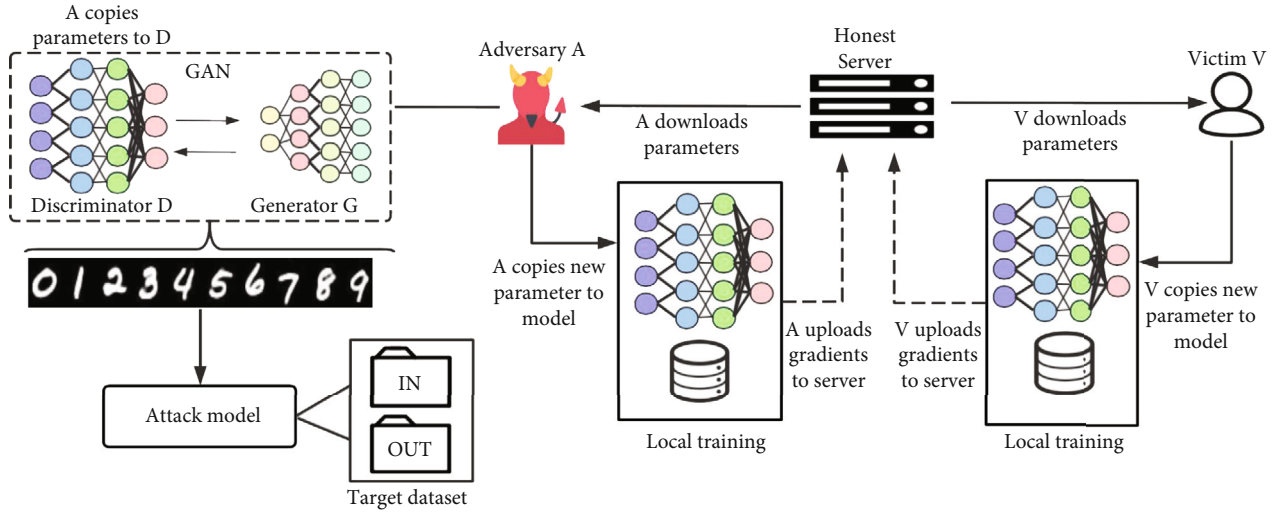 A copies
parameters to D
GAN
Discriminator D
Generator G
0 1 2 3 4 5 6 7 8 9
Attack model
IN
OUT
Target dataset
Adversary A
A downloads
parameters
Honest
Server
V downloads
parameters
Victim V
A copies new
parameter to
model
Local training
A uploads
gradients
to server
V uploads
gradients
to server
Local training
V copies new
parameter to
model